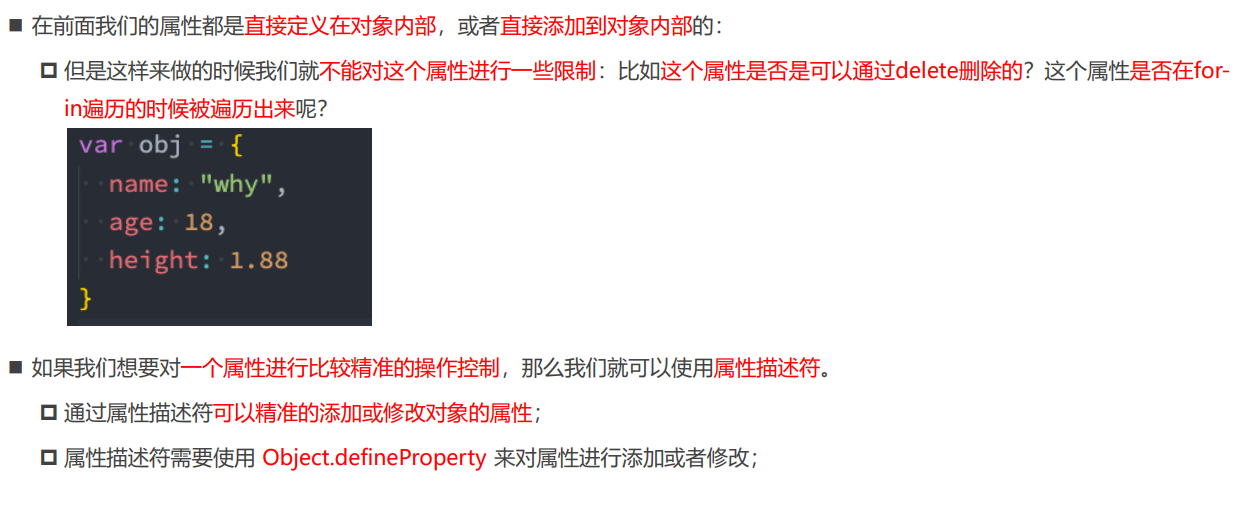 在前面我们的属性都是直接定义在对象内部，或者直接添加到对象内部的：
但是这样来做的时候我们就不能对这个属性进行一些限制：比如这个属性是否是可以通过delete删除的？这个属性是否在for-
in遍历的时候被遍历出来呢？
var obj = {
name: "why",
age: 18,
height: 1.88
}
如果我们想要对一个属性进行比较精准的操作控制，那么我们就可以使用属性描述符。
通过属性描述符可以精准的添加或修改对象的属性；
属性描述符需要使用 Object.defineProperty 来对属性进行添加或者修改；